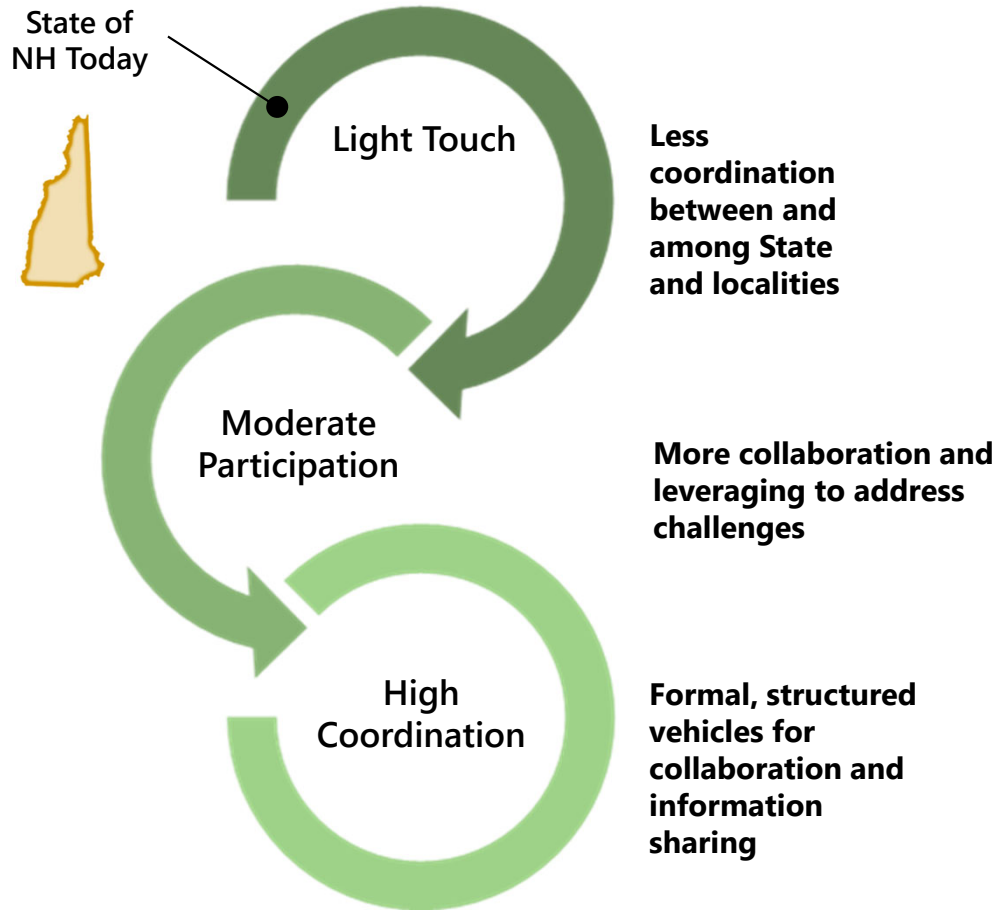 State of
NH Today
Light Touch
Less
coordination
between and
among State
and localities
Moderate
Participation
More collaboration and
leveraging to address
challenges
High
Coordination
Formal, structured
vehicles for
collaboration and
information
sharing